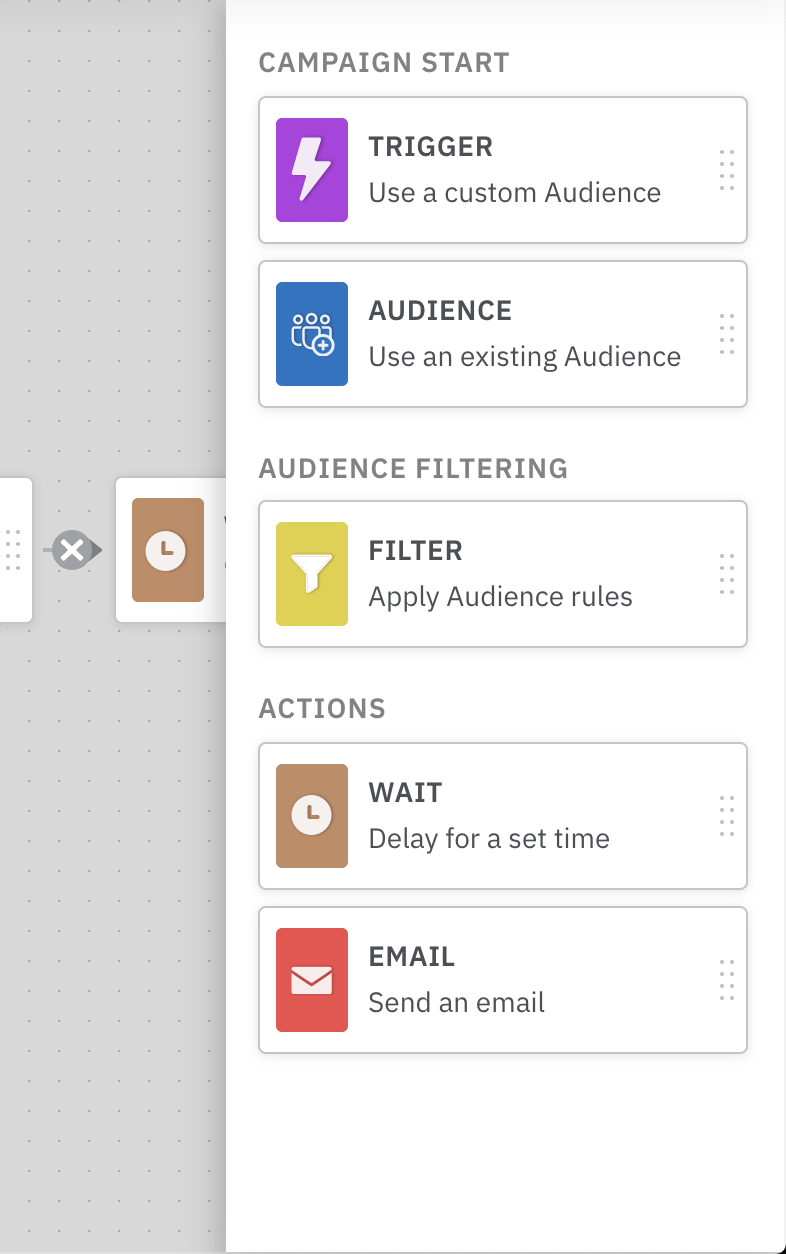 CAMPAIGN START
TRIGGER
Use a custom Audience
AUDIENCE
Use an existing Audience
AUDIENCE FILTERING
FILTER
Apply Audience rules
ACTIONS
WAIT
Delay for a set time
EMAIL
Send an email